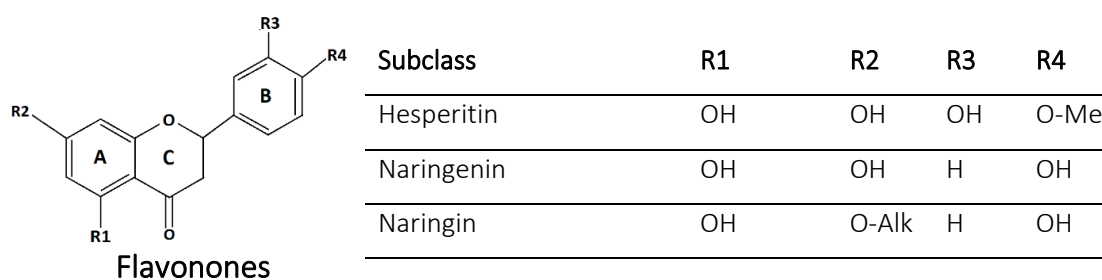 R3
R4
R2
B
O
A
C
R1
O
Flavonones
Subclass R1 R2 R3 R4
Hesperitin OH OH OH O-Me
Naringenin OH OH H OH
Naringin OH O-Alk H OH